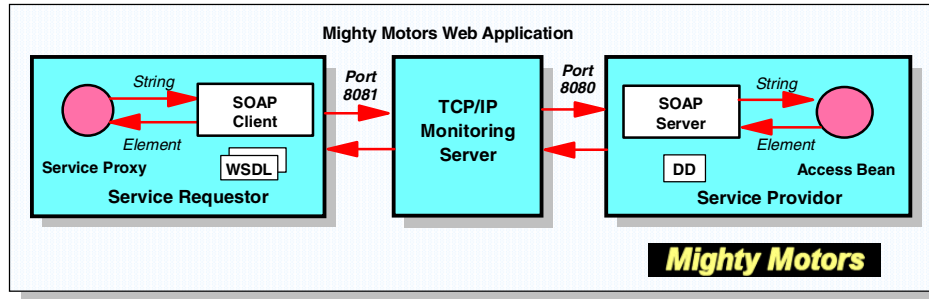 Mighty Motors Web Application
String
SOAP
Client
Element
Service Proxy
WSDL
Service Requestor
Port
8081
TCP/IP
Monitoring
Server
Port
8080
SOAP
Server
String
Element
DD
Access Bean
Service Providor
Mighty Motors